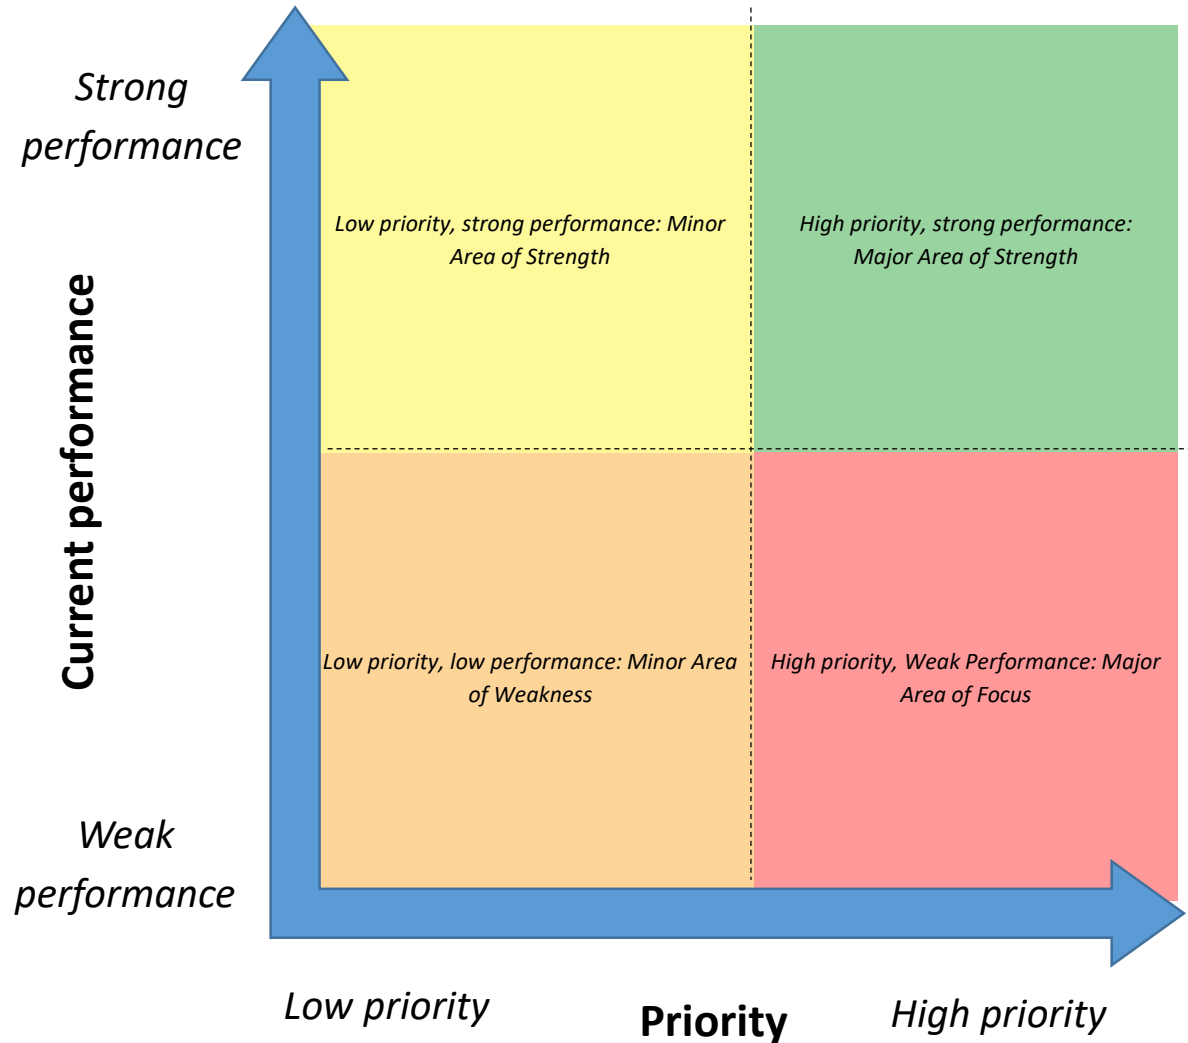 Strong
performance
Low priority, strong performance: Minor
Area of Strength
High priority, strong performance:
Major Area of Strength
Current performance
Low priority, low performance: Minor Area
of Weakness
High priority, Weak Performance: Major
Area of Focus
Weak
performance
Low priority
Priority
High priority